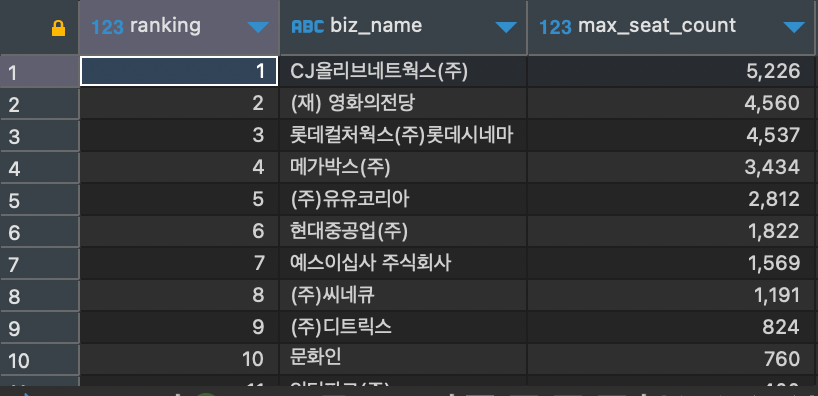 123 ranking ABC biz_name 123 max_seat_count
1 1 CJ올리브네트웍스(주) 5,226
2 2 (재) 영화의전당 4,560
3 3 롯데컬처웍스(주)롯데시네마 4,537
4 4 메가박스(주) 3,434
5 5 (주)유유코리아 2,812
6 6 현대중공업(주) 1,822
7 7 예스이십사 주식회사 1,569
8 8 (주)씨네큐 1,191
9 9 (주)디트릭스 824
10 10 문화인 760